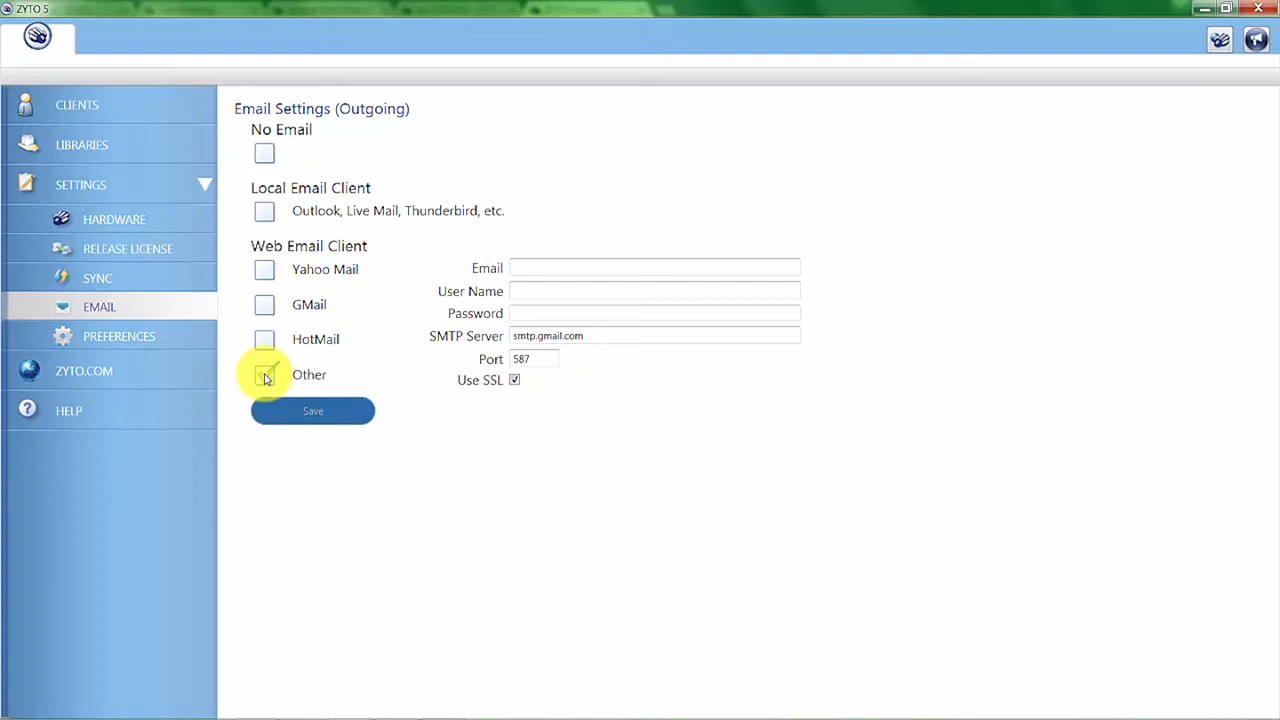 ZYTO 5
CLIENTS
LIBRARIES
SETTINGS
HARDWARE
RELEASE LICENSE
SYNC
EMAIL
PREFERENCES
ZYTO.COM
HELP
Email Settings (Outgoing)
No Email
Local Email Client
Outlook, Live Mail, Thunderbird, etc.
Web Email Client
Yahoo Mail
GMail
HotMail
Other
Save
Email
User Name
Password
SMTP Server smtp.gmail.com
Port 587
Use SSL